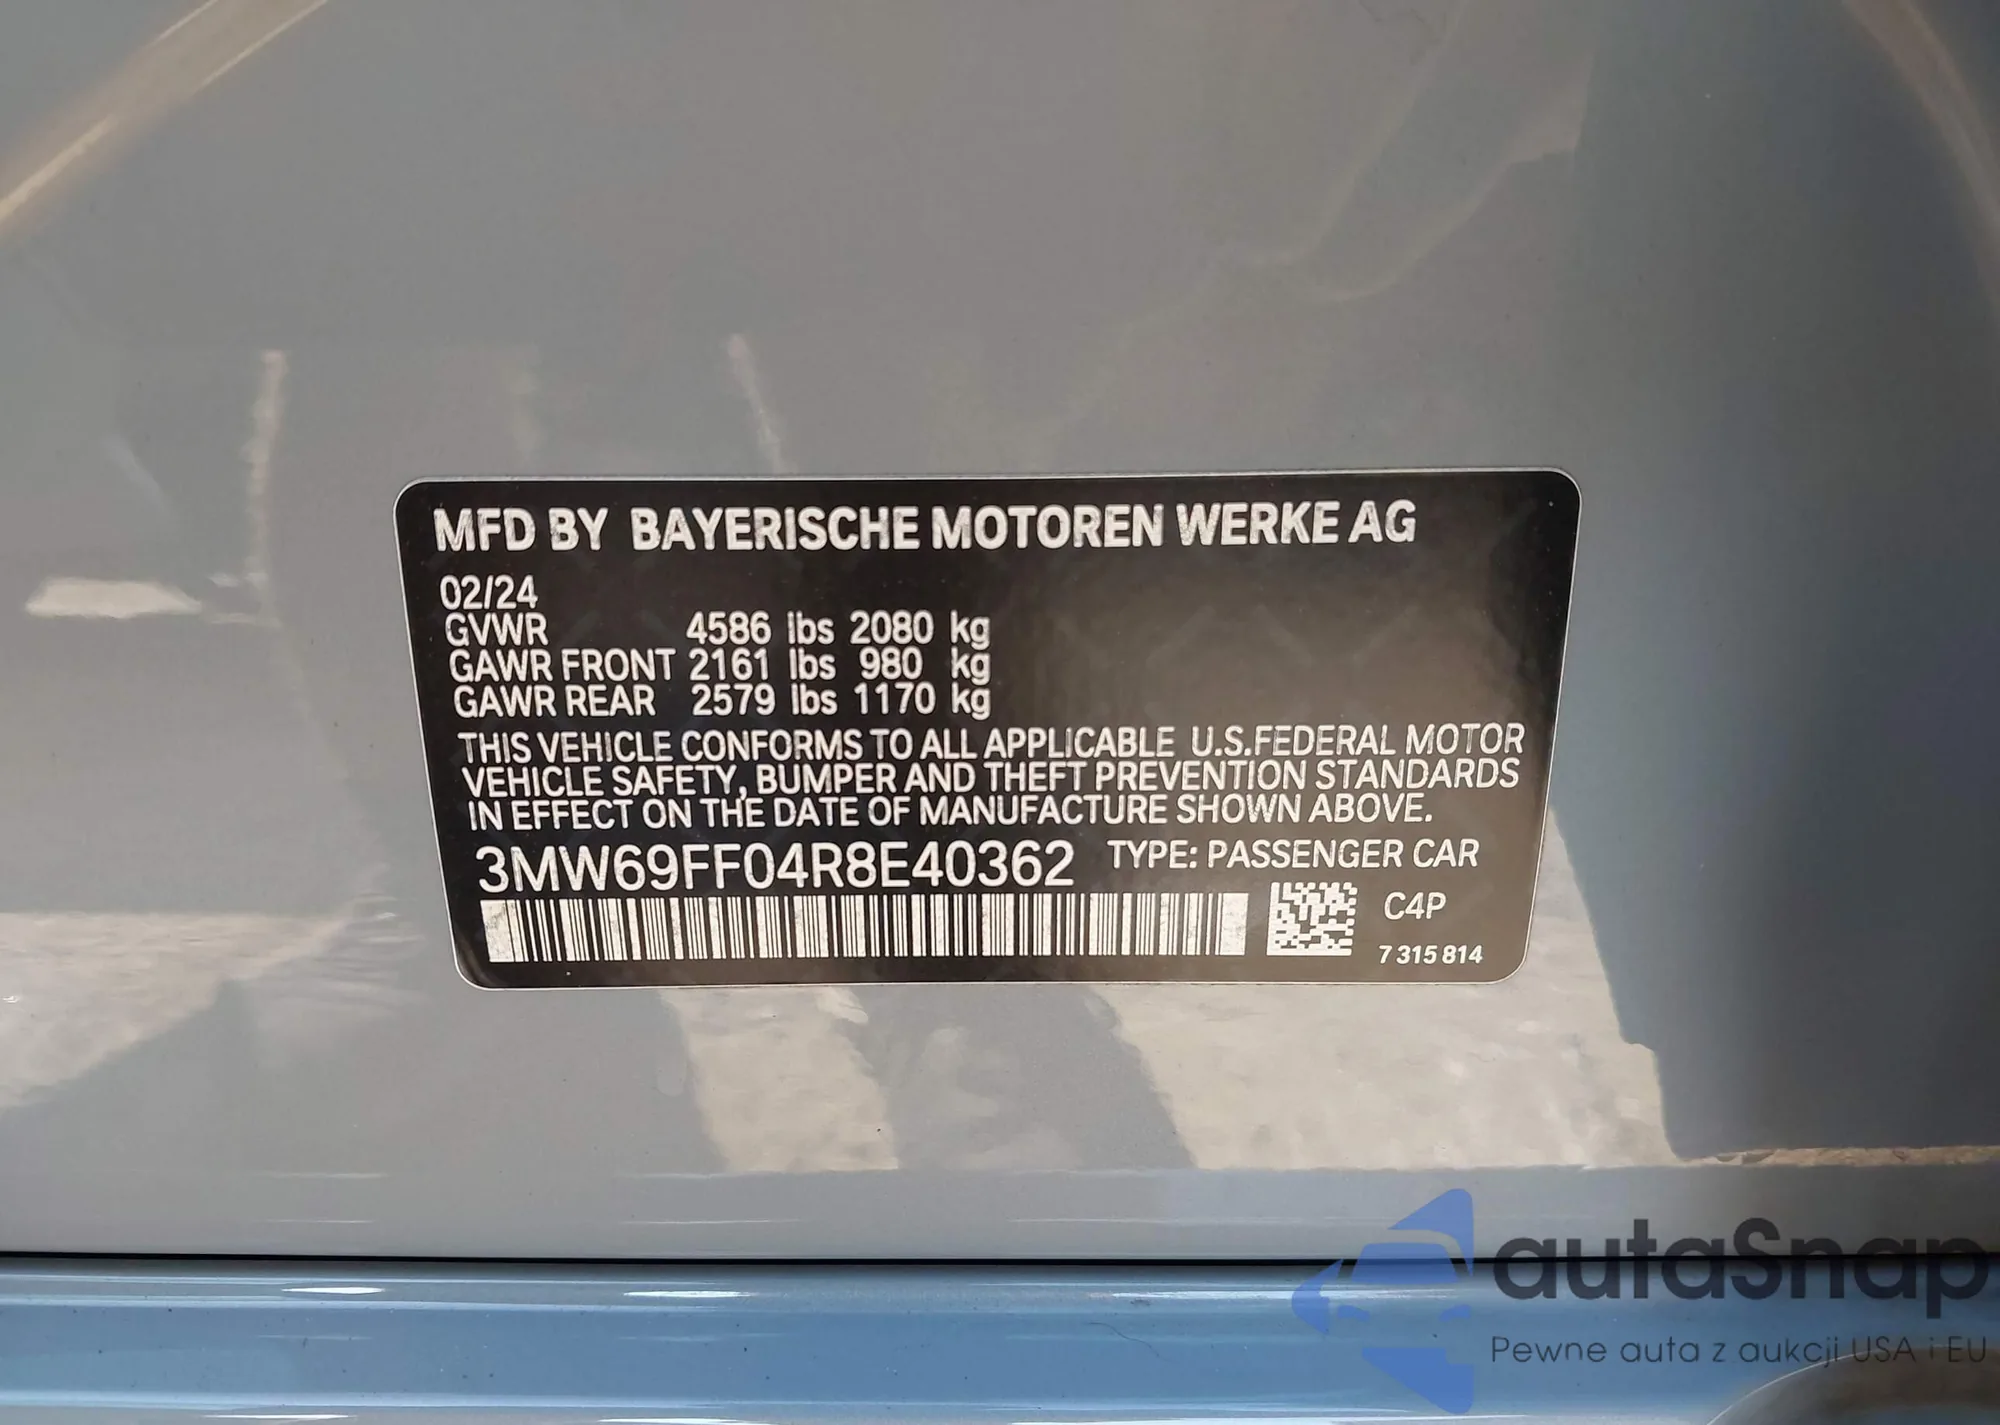 MFD BY BAYERISCHE MOTOREN WERKE AG
02/24
GVWR 4586 lbs 2080 kg
GAWR FRONT 2161 lbs 980 kg
GAWR REAR 2579 lbs 1170 kg
THIS VEHICLE CONFORMS TO ALL APPLICABLE U.S.FEDERAL MOTOR
VEHICLE SAFETY, BUMPER AND THEFT PREVENTION STANDARDS
IN EFFECT ON THE DATE OF MANUFACTURE SHOWN ABOVE.
3MW69FF04R8E40362 TYPE: PASSENGER CAR
C4P
7 315 814
autaSnap
Pewne auta z aukcji USA i EU